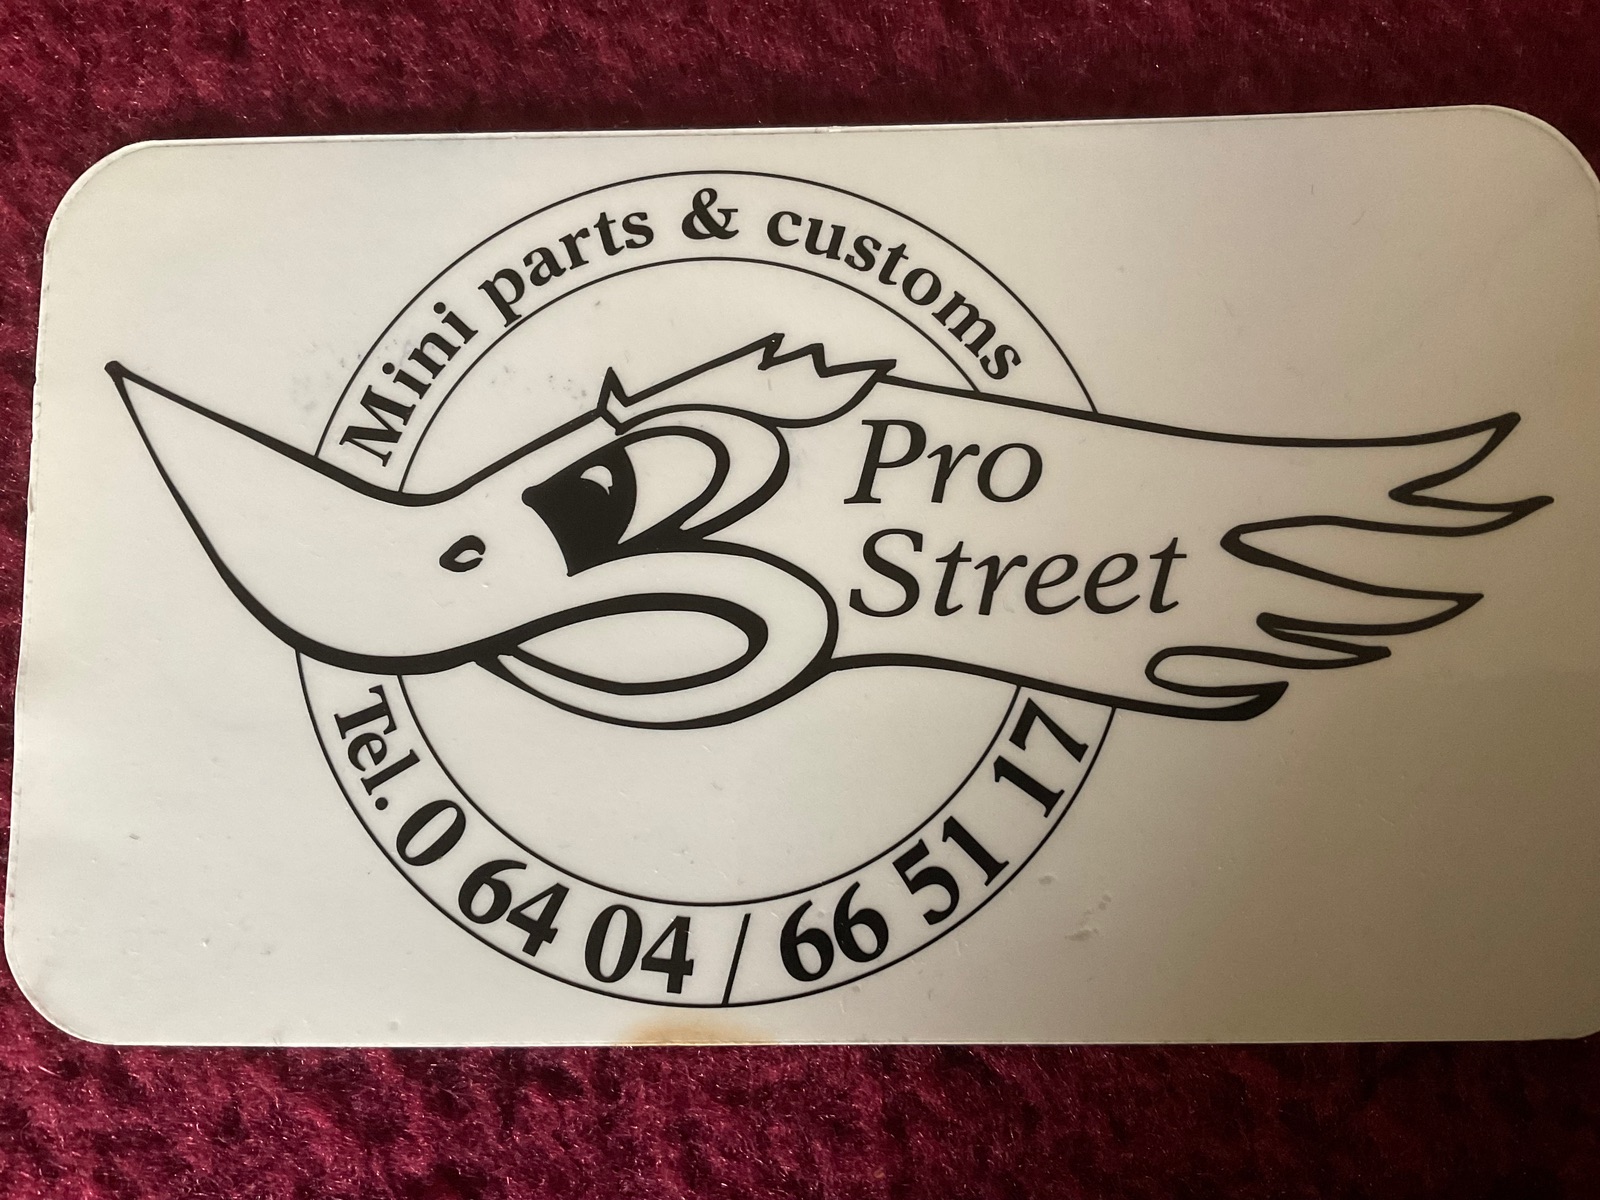 Mini parts & customs
Pro
Street
Tel. 0 64 04 / 66 51 17